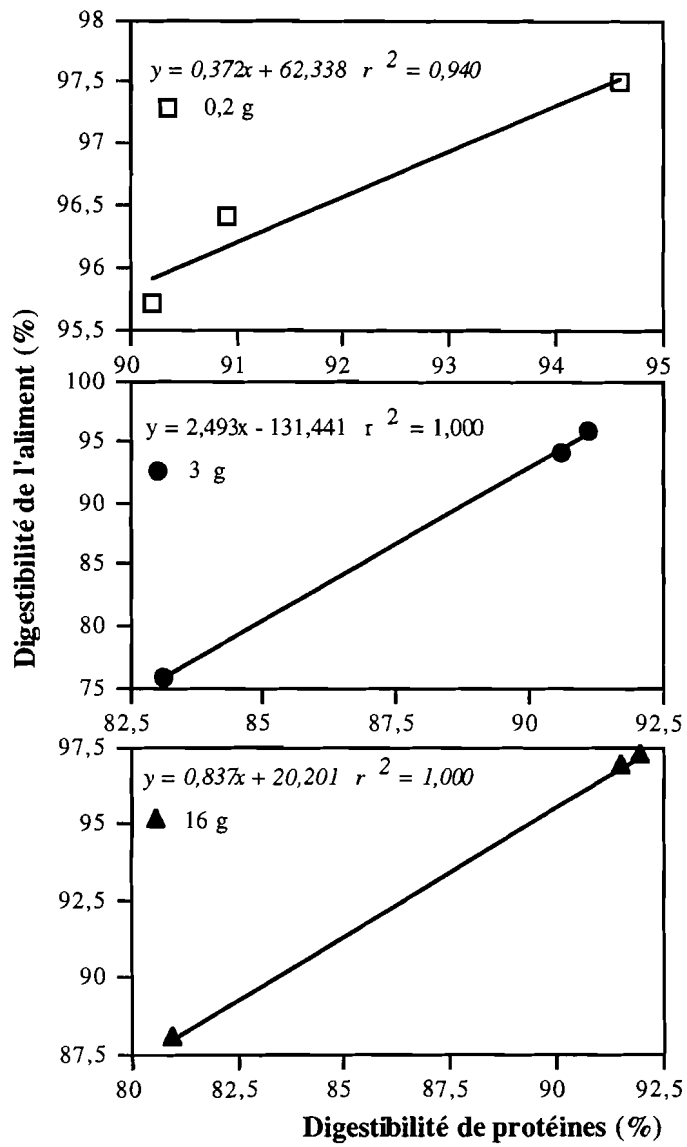 98
y = 0,372x + 62,338 r 2 = 0,940
97,5
0,2 g
97
96,5
96
95,5
90 91 92 93 94 95
100
y = 2,493x - 131,441 r 2 = 1,000
95
3 g
90
85
80
75
82,5 85 87,5 90 92,5
97,5
y = 0,837x + 20,201 r 2 = 1,000
95
16 g
92,5
90
87,5
80 82,5 85 87,5 90 92,5
Digestibilité de l'aliment (%)
Digestibilité de protéines (%)